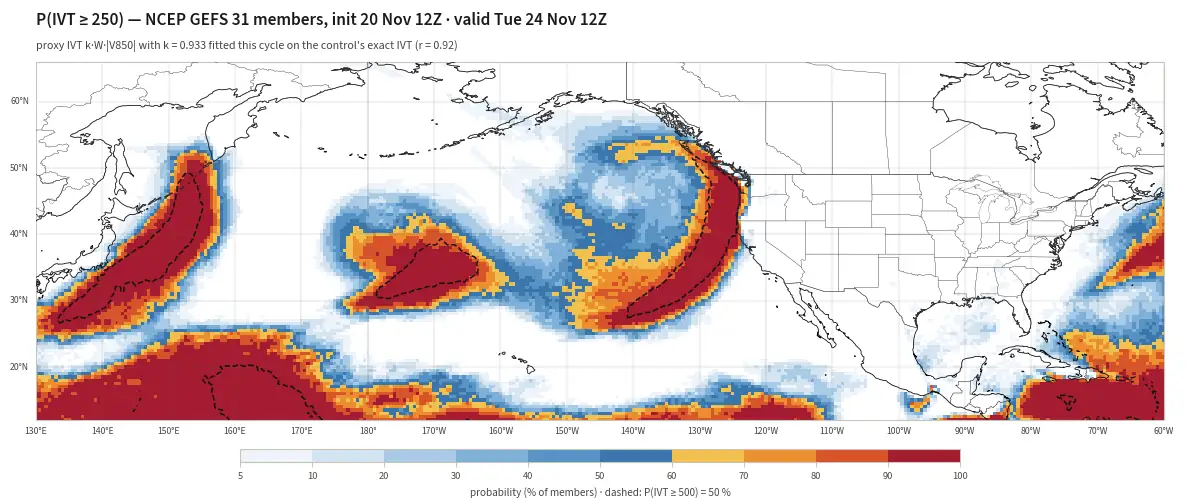 P(IVT ≥ 250) — NCEP GEFS 31 members, init 20 Nov 12Z · valid Tue 24 Nov 12Z
proxy IVT k·W·|V850| with k = 0.933 fitted this cycle on the control's exact IVT (r = 0.92)
60°N
50°N
40°N
30°N
20°N
130°E 140°E 150°E 160°E 170°E 180° 170°W 160°W 150°W 140°W 130°W 120°W 110°W 100°W 90°W 80°W 70°W 60°W
5 10 20 30 40 50 60 70 80 90 100
probability (% of members) · dashed: P(IVT ≥ 500) = 50 %